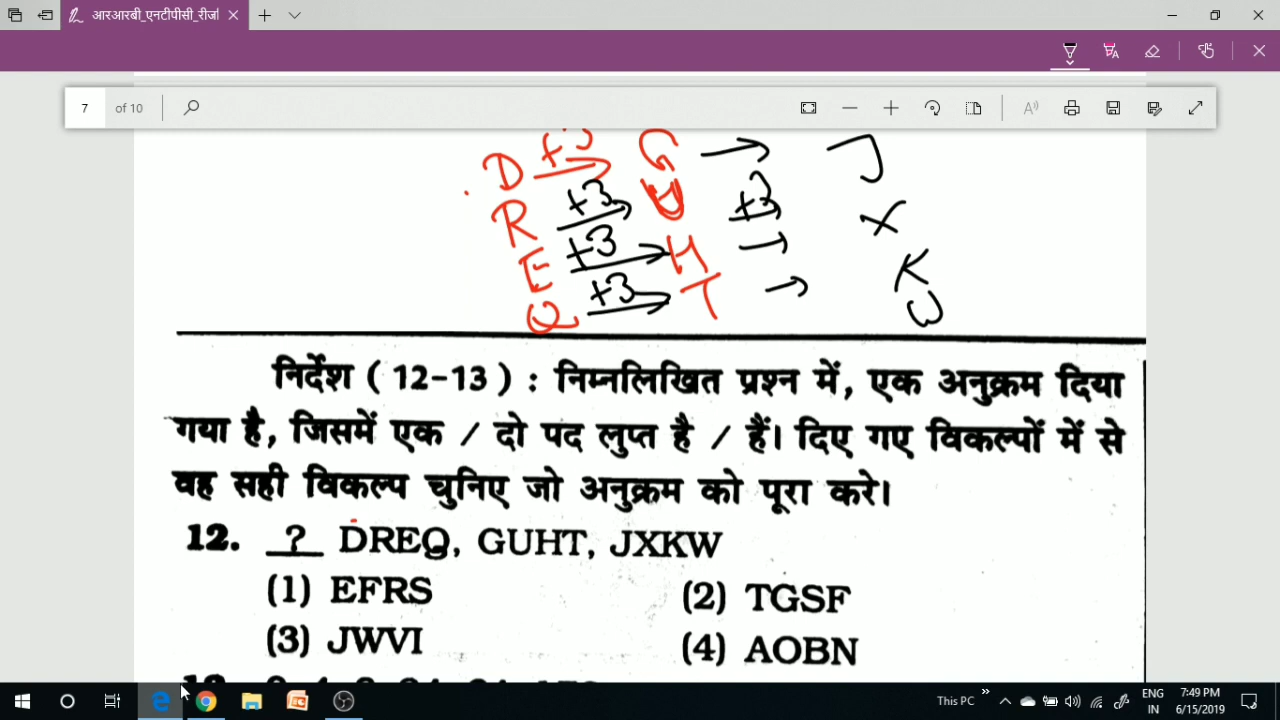 आरआरबी_एनटीपीसी_रीजनिं
7 of 10
D +3 G J
R +3 U +3 X
E +3 H K
Q +3 T W
निर्देश ( 12-13 ) : निम्नलिखित प्रश्न में, एक अनुक्रम दिया
गया है, जिसमें एक / दो पद लुप्त है / हैं। दिए गए विकल्पों में से
वह सही विकल्प चुनिए जो अनुक्रम को पूरा करे।
12. ? DREQ, GUHT, JXKW
(1) EFRS (2) TGSF
(3) JWVI (4) AOBN
This PC
ENG
IN
7:49 PM
6/15/2019